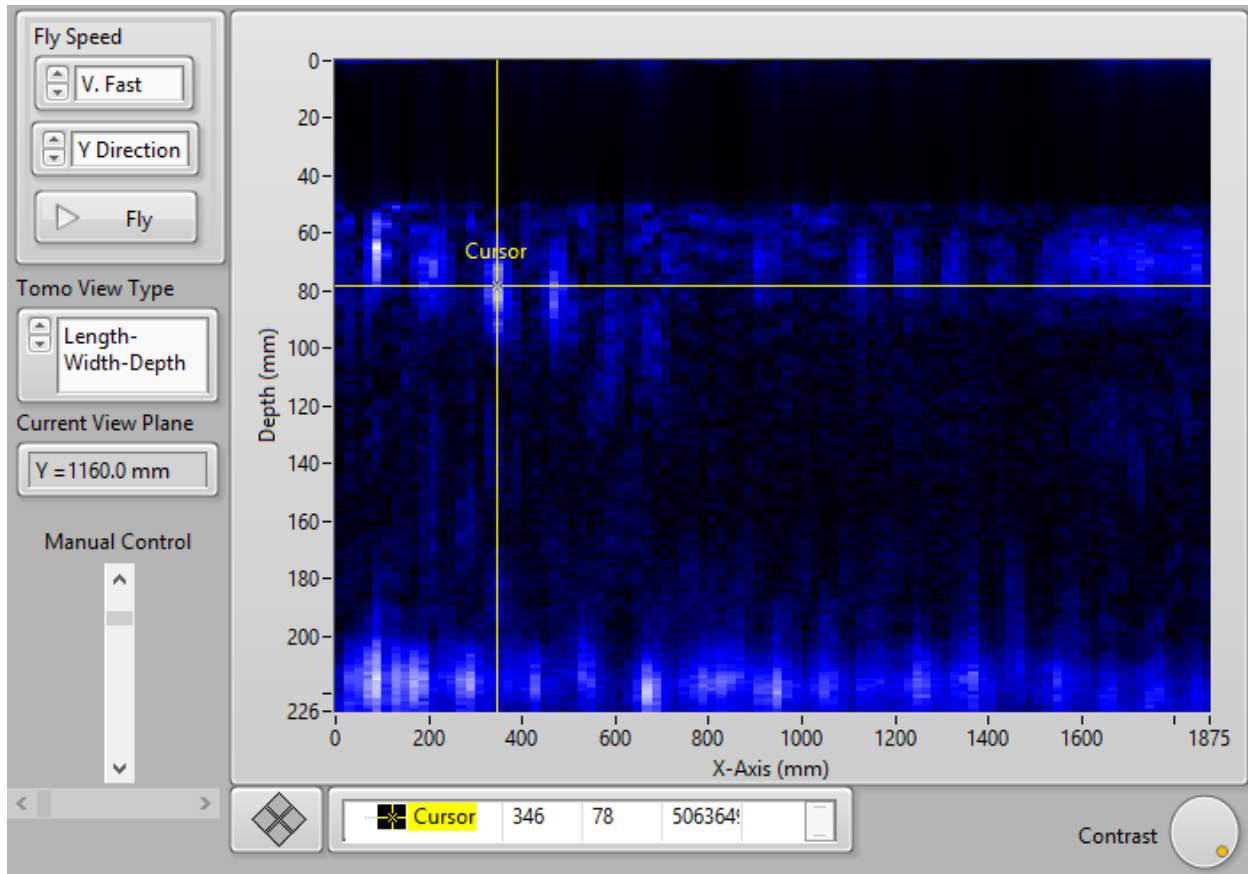 Fly Speed
V. Fast
Y Direction
Fly
Tomo View Type
Length-
Width-Depth
Current View Plane
Y =1160.0 mm
Manual Control
0
20
40
60
80
100
120
140
160
180
200
226
Depth (mm)
Cursor
0
200
400
600
800
1000
1200
1400
1600
1875
X-Axis (mm)
Cursor 346 78
Contrast